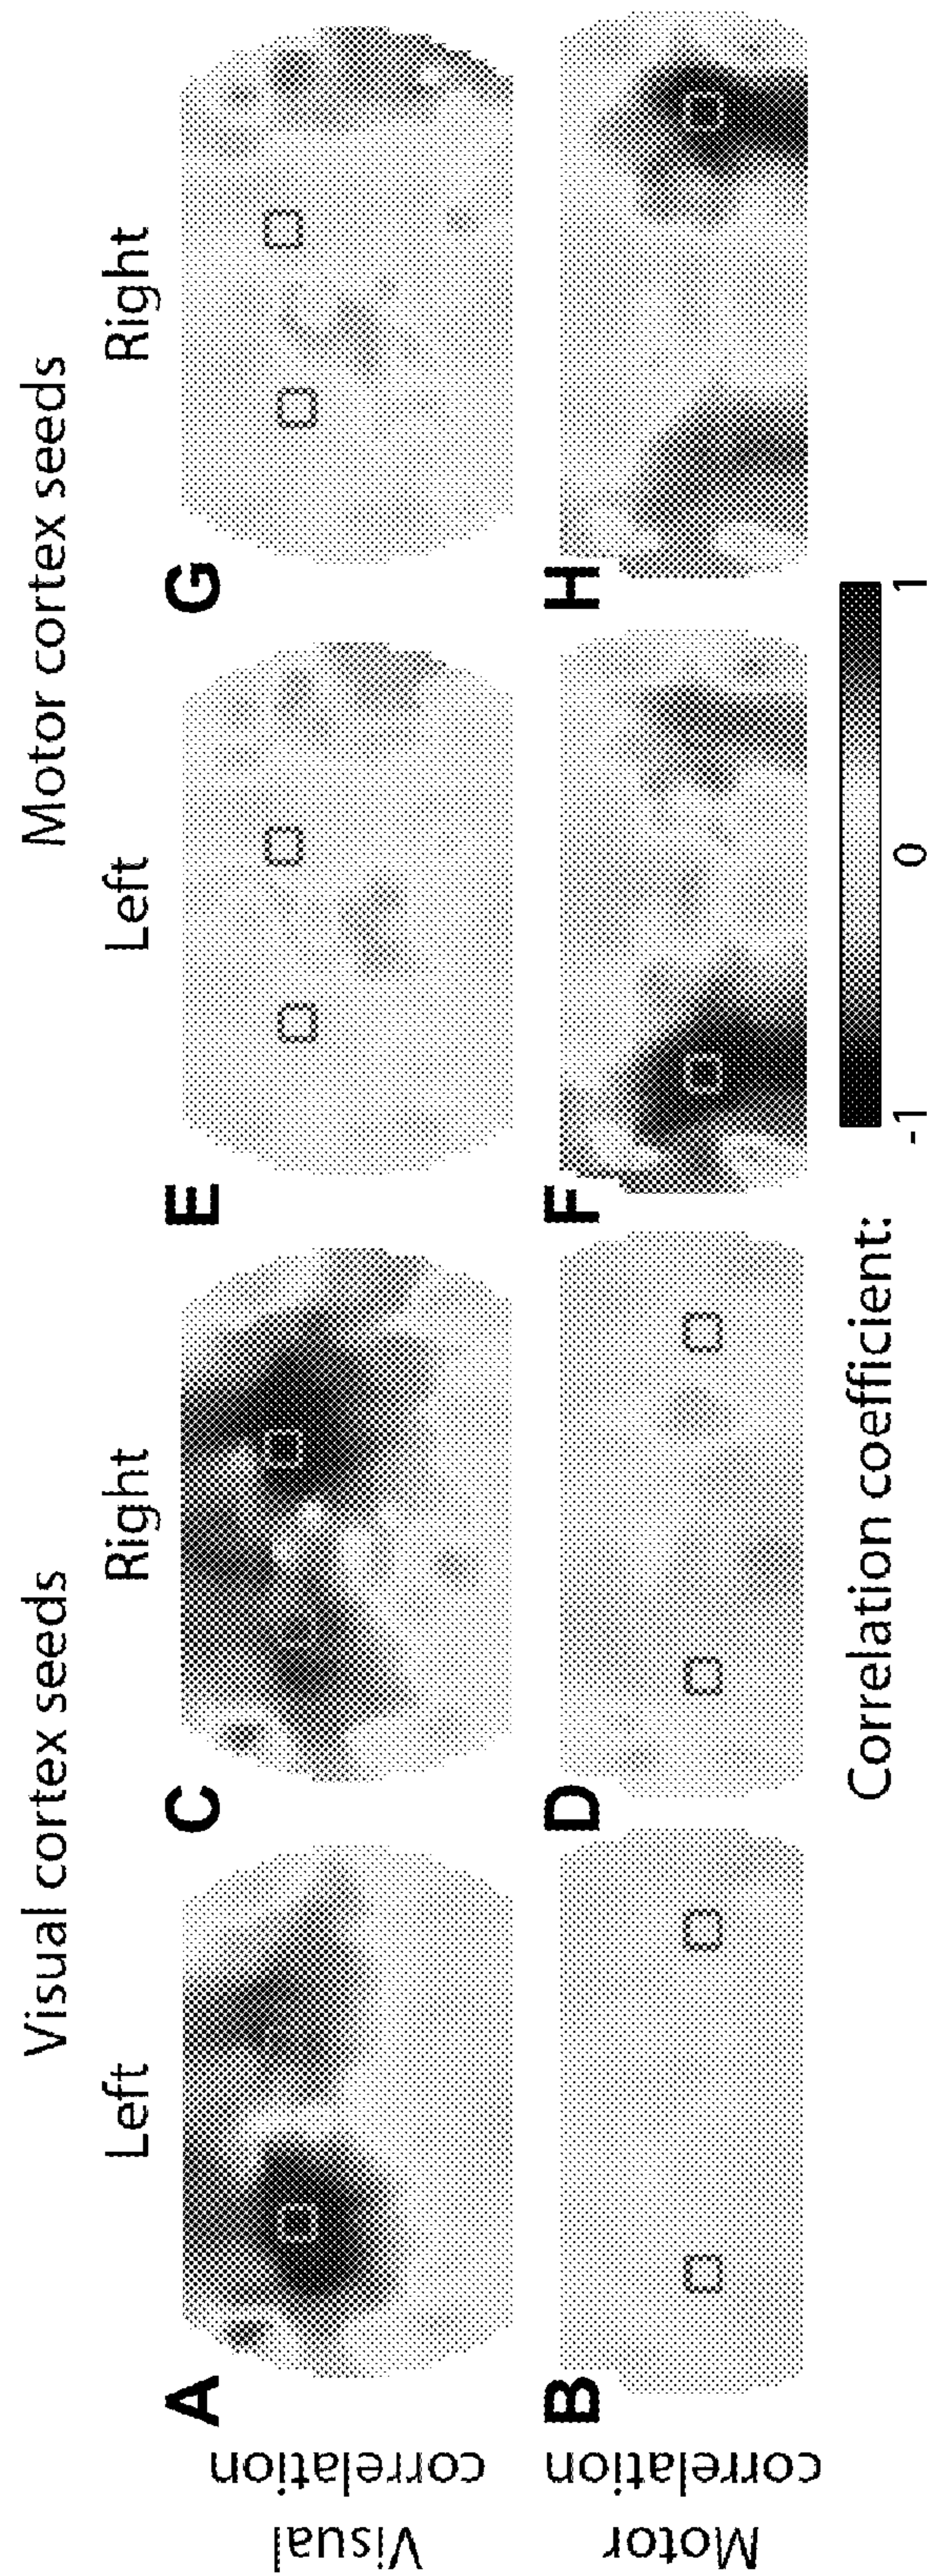 Visual cortex seeds
Motor cortex seeds
Left
Right
Left
Right
Visual
correlation
A
C
E
G
Motor
correlation
B
D
F
H
Correlation coefficient:
-1
0
1